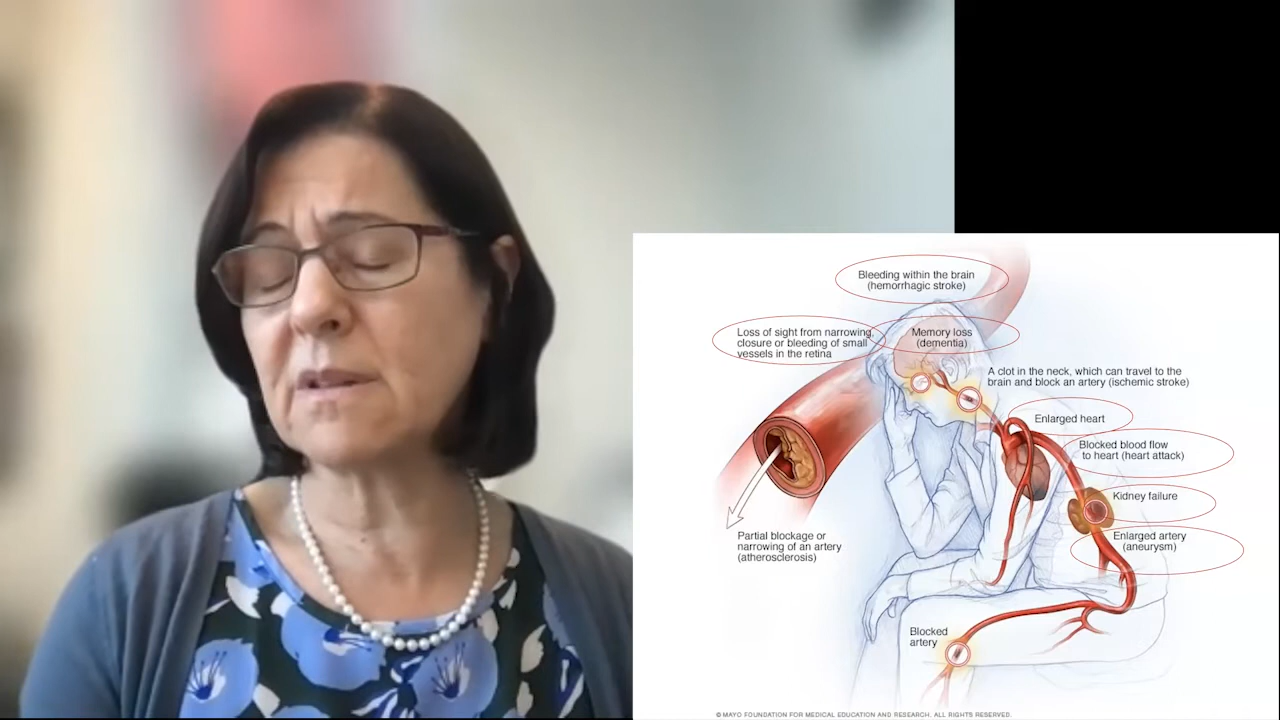 Bleeding within the brain
(hemorrhagic stroke)
Loss of sight from narrowing,
closure or bleeding of small
vessels in the retina
Memory loss
(dementia)
A clot in the neck, which can travel to the
brain and block an artery (ischemic stroke)
Enlarged heart
Blocked blood flow
to heart (heart attack)
Kidney failure
Enlarged artery
(aneurysm)
Partial blockage or
narrowing of an artery
(atherosclerosis)
Blocked
artery
© MAYO FOUNDATION FOR MEDICAL EDUCATION AND RESEARCH. ALL RIGHTS RESERVED.